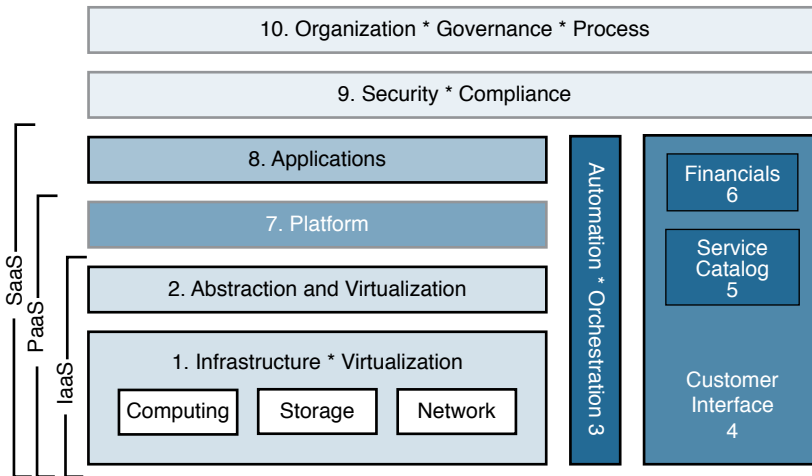 10. Organization * Governance * Process
9. Security * Compliance
8. Applications
7. Platform
2. Abstraction and Virtualization
1. Infrastructure * Virtualization
Computing
Storage
Network
SaaS
PaaS
IaaS
Automation * Orchestration 3
Financials
6
Service
Catalog
5
Customer
Interface
4